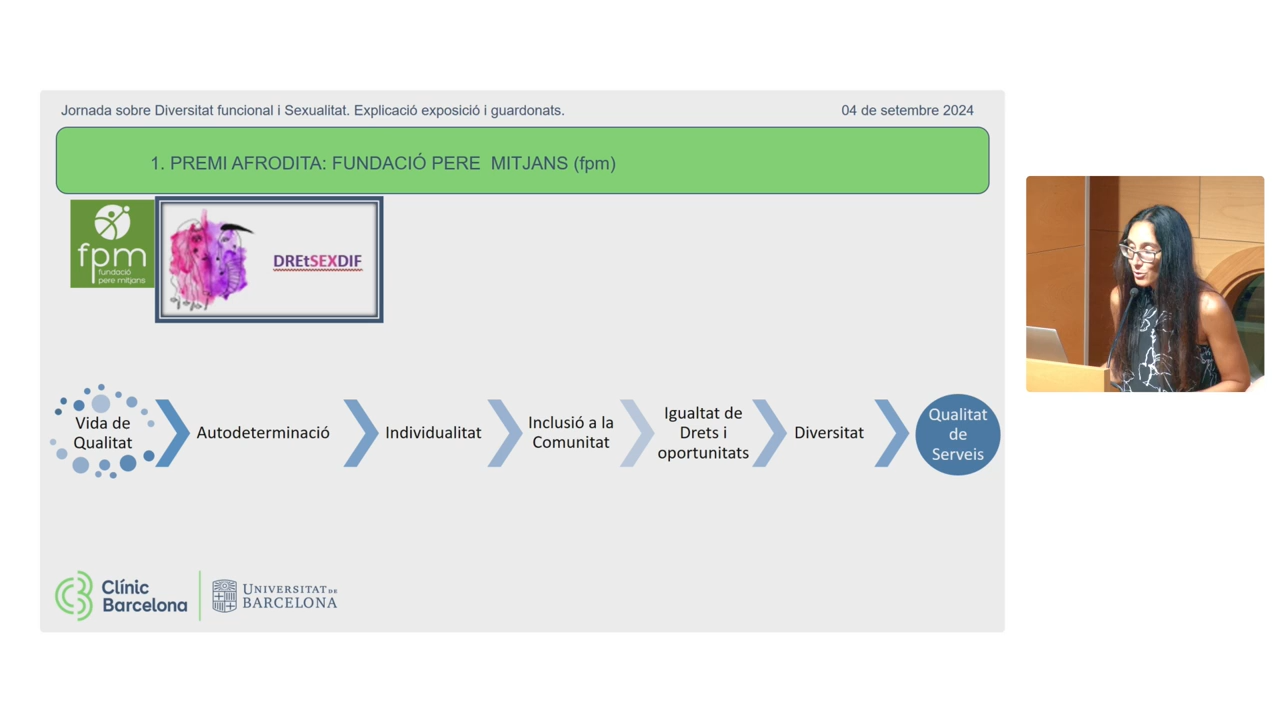 Jornada sobre Diversitat funcional i Sexualitat. Explicació exposició i guardonats.
04 de setembre 2024
1. PREMI AFRODITA: FUNDACIÓ PERE MITJANS (fpm)
fpm
fundació
pere mitjans
DREtSEXDIF
Vida de
Qualitat
Autodeterminació
Individualitat
Inclusió a la
Comunitat
Igualtat de
Drets i
oportunitats
Diversitat
Qualitat
de
Serveis
Clínic
Barcelona
UNIVERSITAT DE
BARCELONA